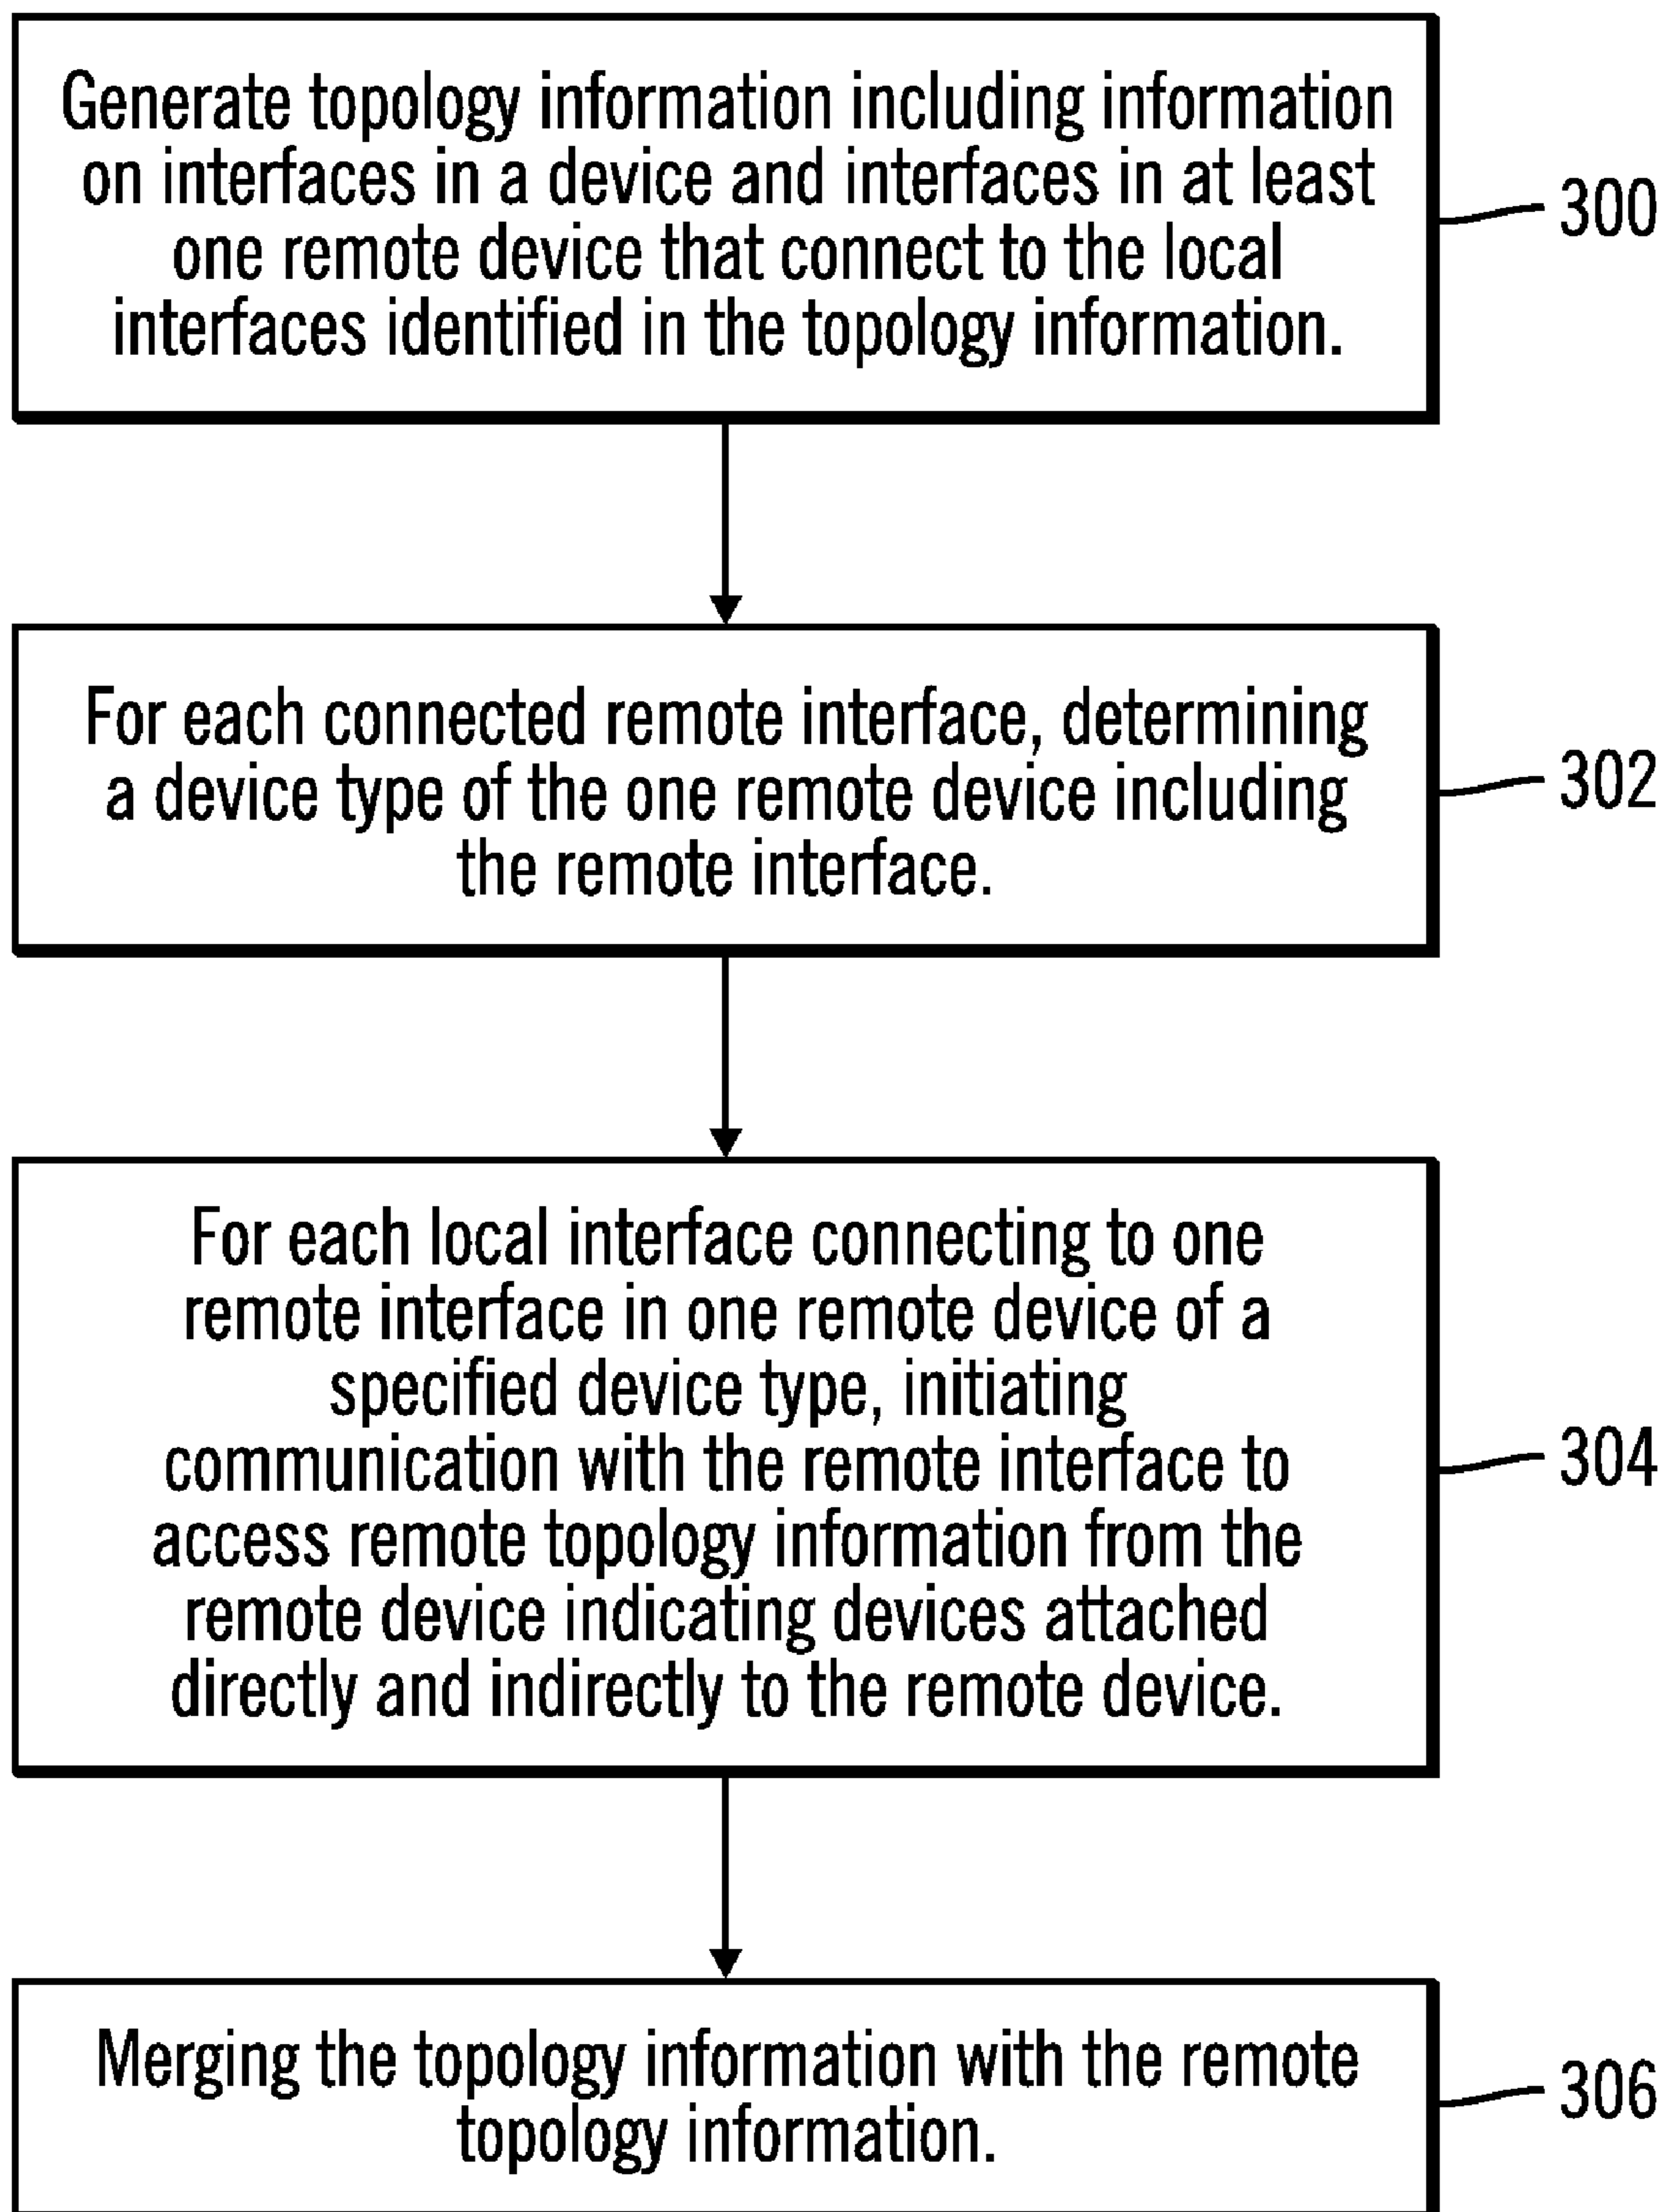 Generate topology information including information
on interfaces in a device and interfaces in at least
one remote device that connect to the local
interfaces identified in the topology information.
300
For each connected remote interface, determining
a device type of the one remote device including
the remote interface.
302
For each local interface connecting to one
remote interface in one remote device of a
specified device type, initiating
communication with the remote interface to
access remote topology information from the
remote device indicating devices attached
directly and indirectly to the remote device.
304
Merging the topology information with the remote
topology information.
306